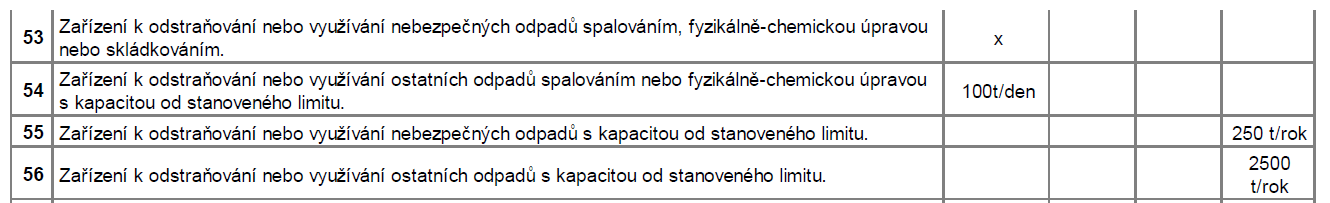 53 Zařízení k odstraňování nebo využívání nebezpečných odpadů spalováním, fyzikálně-chemickou úpravou
nebo skládkováním. x
54 Zařízení k odstraňování nebo využívání ostatních odpadů spalováním nebo fyzikálně-chemickou úpravou
s kapacitou od stanoveného limitu. 100t/den
55 Zařízení k odstraňování nebo využívání nebezpečných odpadů s kapacitou od stanoveného limitu. 250 t/rok
56 Zařízení k odstraňování nebo využívání ostatních odpadů s kapacitou od stanoveného limitu. 2500
t/rok